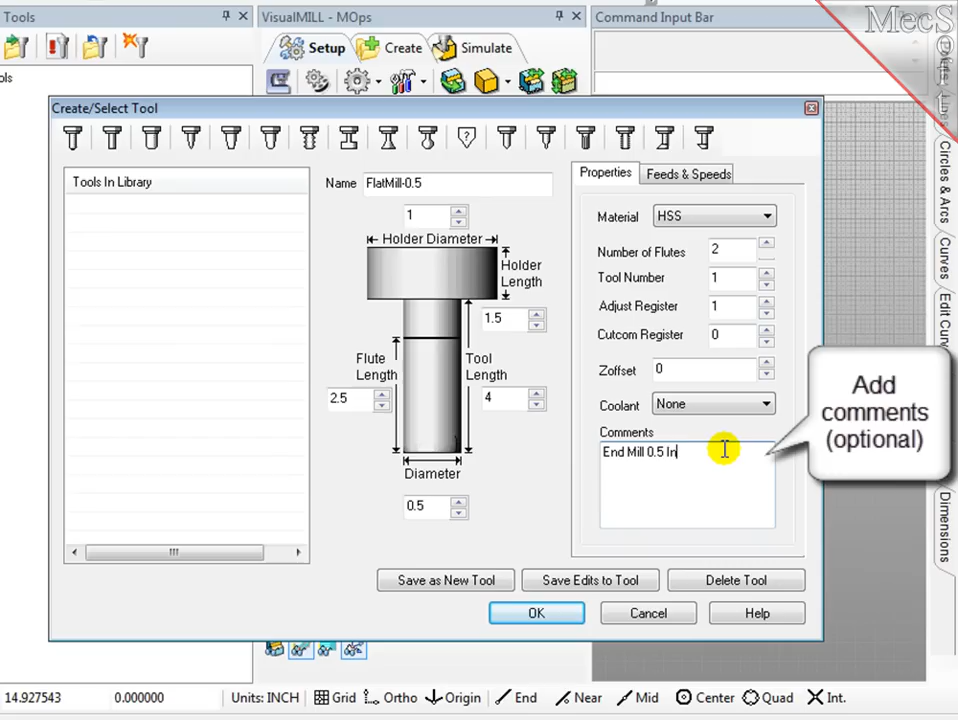 Tools
VisualMILL - MOps
Command Input Bar
MecS
Setup
Create
Simulate
ols
Create/Select Tool
Tools In Library
Name
FlatMill-0.5
1
Holder Diameter
Holder
Length
1.5
Flute
Length
Tool
Length
2.5
4
Diameter
0.5
Properties
Feeds & Speeds
Material
HSS
Number of Flutes
2
Tool Number
1
Adjust Register
1
Cutcom Register
0
Zoffset
0
Coolant
None
Comments
End Mill 0.5 In
Add
comments
(optional)
Save as New Tool
Save Edits to Tool
Delete Tool
OK
Cancel
Help
Lines
Circles & Arcs
Curves
Edit Curv
Dimensions
14.927543
0.000000
Units: INCH
Grid
Ortho
Origin
End
Near
Mid
Center
Quad
Int.